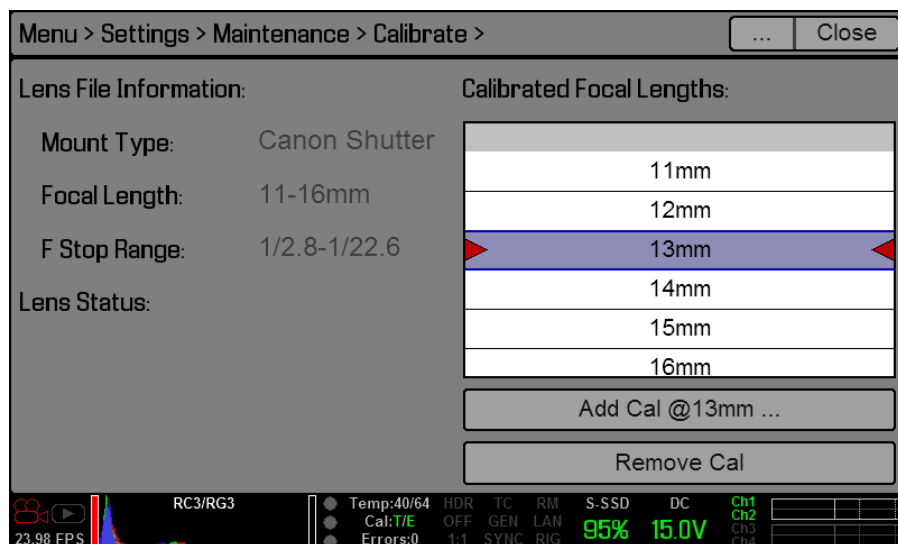 Menu > Settings > Maintenance > Calibrate >
...
Close
Lens File Information:
Mount Type: Canon Shutter
Focal Length: 11-16mm
F Stop Range: 1/2.8-1/22.6
Lens Status:
Calibrated Focal Lengths:
11mm
12mm
13mm
14mm
15mm
16mm
Add Cal @13mm ...
Remove Cal
23.98 FPS
RC3/RG3
Temp:40/64
Cal:T/E
Errors:0
HDR TC RM
OFF GEN LAN
1:1 SYNC RIG
S-SSD
95%
DC
15.0V
Ch1
Ch2
Ch3
Ch4